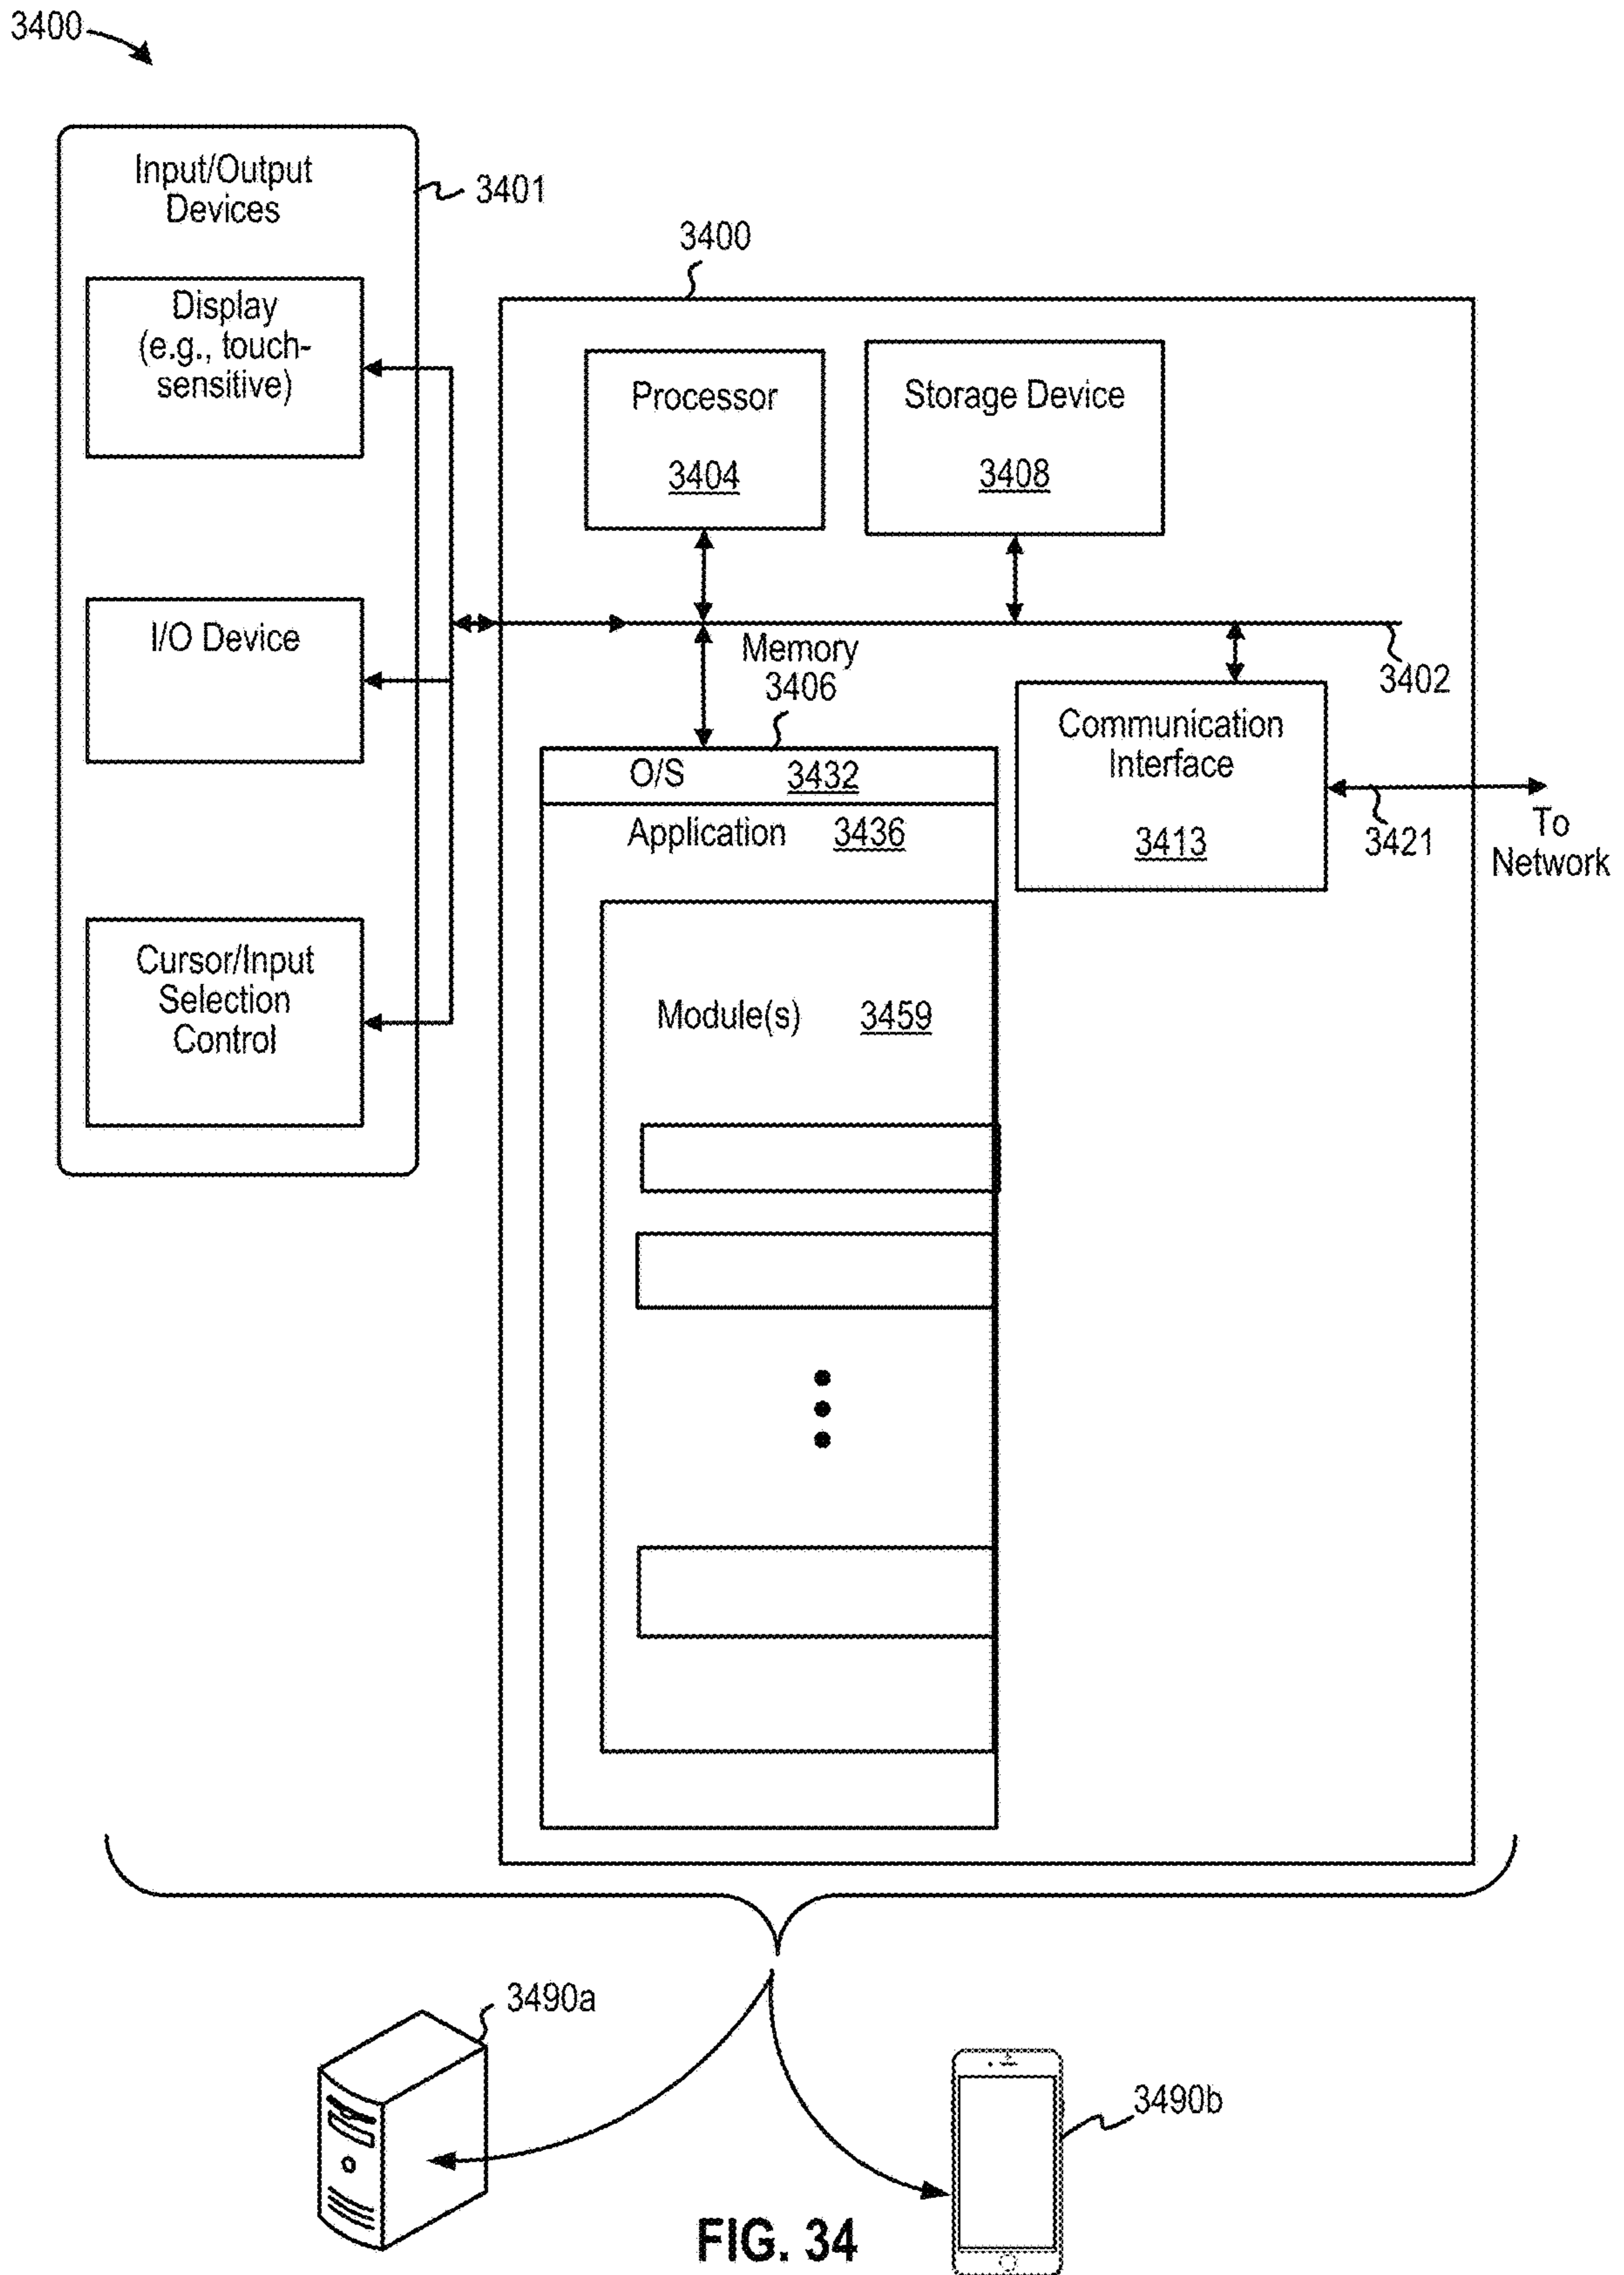 3400
Input/Output
Devices
3401
Display
(e.g., touch-
sensitive)
I/O Device
Cursor/Input
Selection
Control
3400
Processor
3404
Storage Device
3408
Memory
3406
3402
O/S 3432
Application 3436
Module(s) 3459
Communication
Interface
3413
3421
To
Network
3490a
3490b
FIG. 34